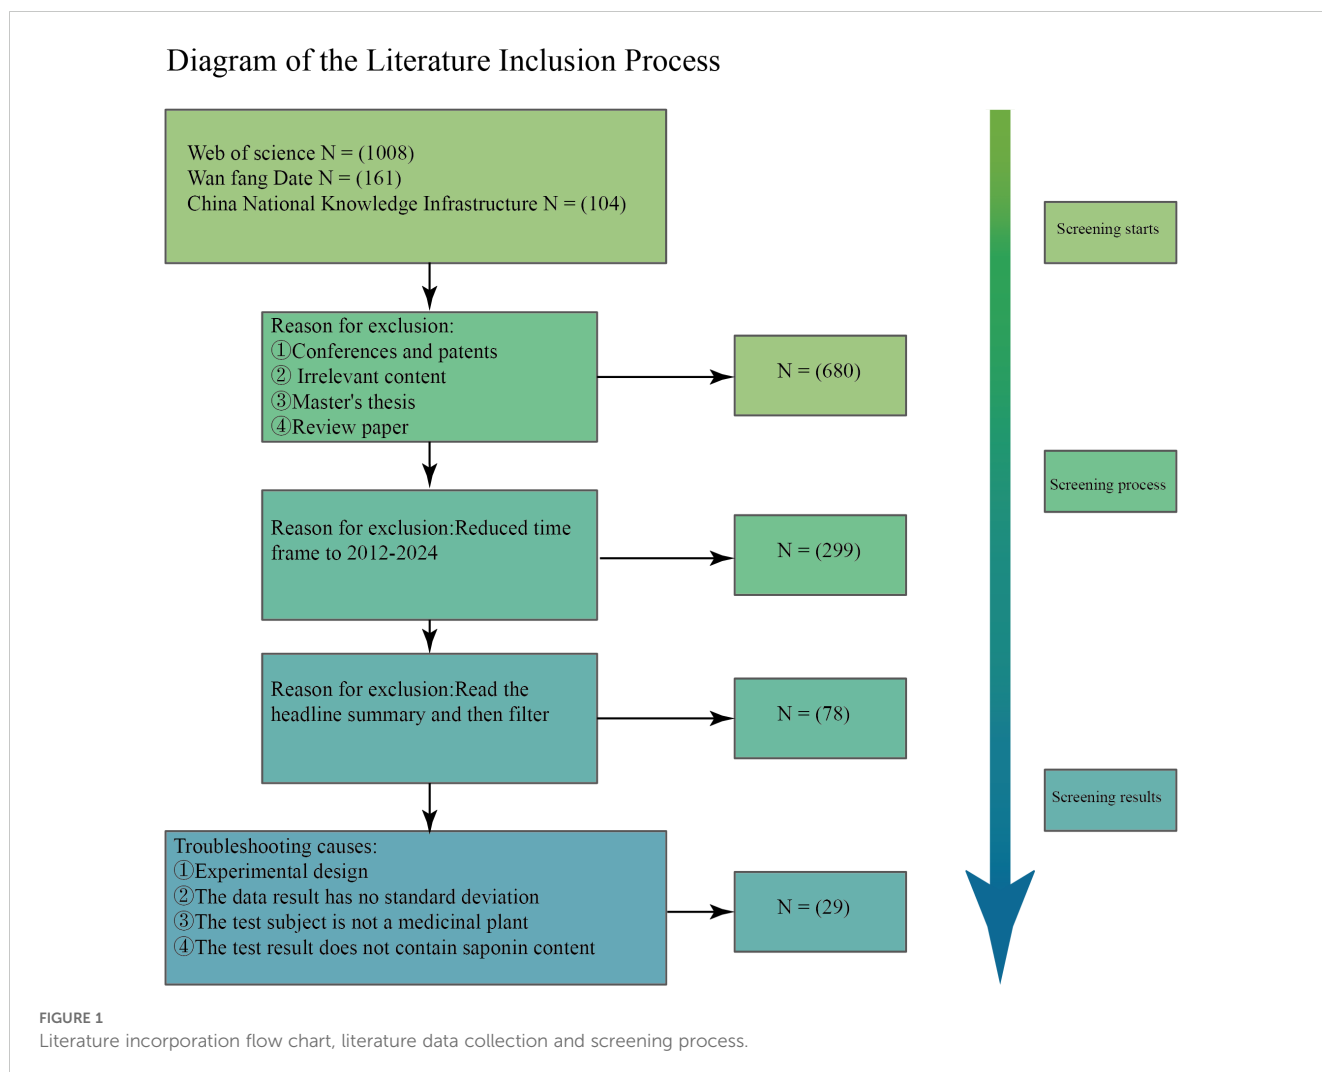 Diagram of the Literature Inclusion Process
Web of science N = (1008)
Wan fang Date N = (161)
China National Knowledge Infrastructure N = (104)
Screening starts
Reason for exclusion:
①Conferences and patents
② Irrelevant content
③Master's thesis
④Review paper
N = (680)
Screening process
Reason for exclusion:Reduced time
frame to 2012-2024
N = (299)
Reason for exclusion:Read the
headline summary and then filter
N = (78)
Screening results
Troubleshooting causes:
①Experimental design
②The data result has no standard deviation
③The test subject is not a medicinal plant
④The test result does not contain saponin content
N = (29)
FIGURE 1
Literature incorporation flow chart, literature data collection and screening process.